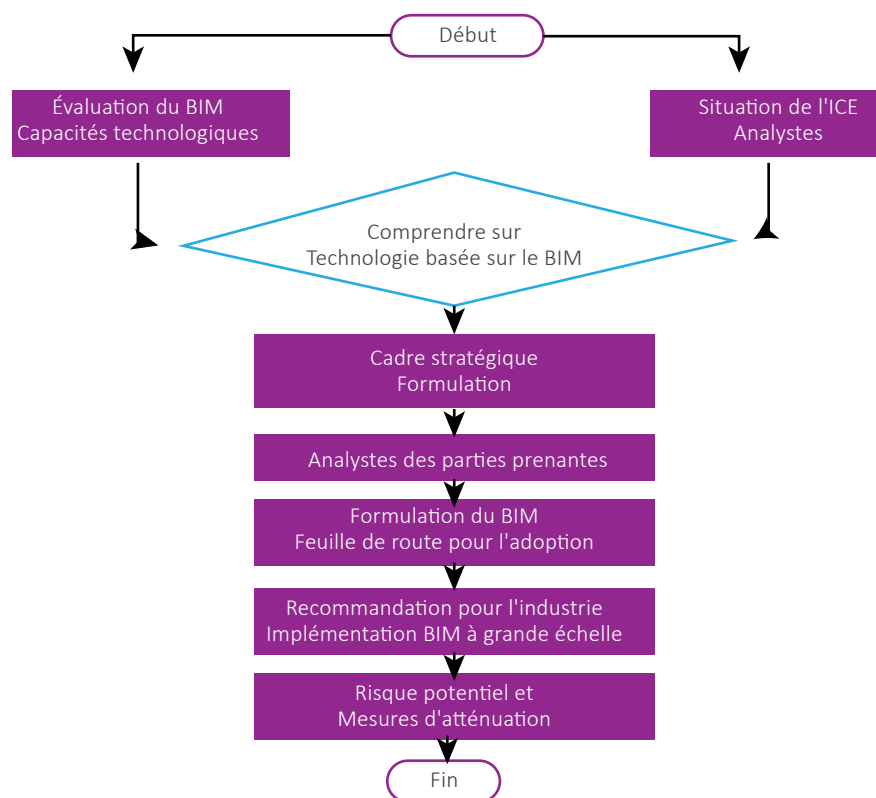 Début
Évaluation du BIM
Capacités technologiques
Situation de l'ICE
Analystes
Comprendre sur
Technologie basée sur le BIM
Cadre stratégique
Formulation
Analystes des parties prenantes
Formulation du BIM
Feuille de route pour l'adoption
Recommandation pour l'industrie
Implémentation BIM à grande échelle
Risque potentiel et
Mesures d'atténuation
Fin